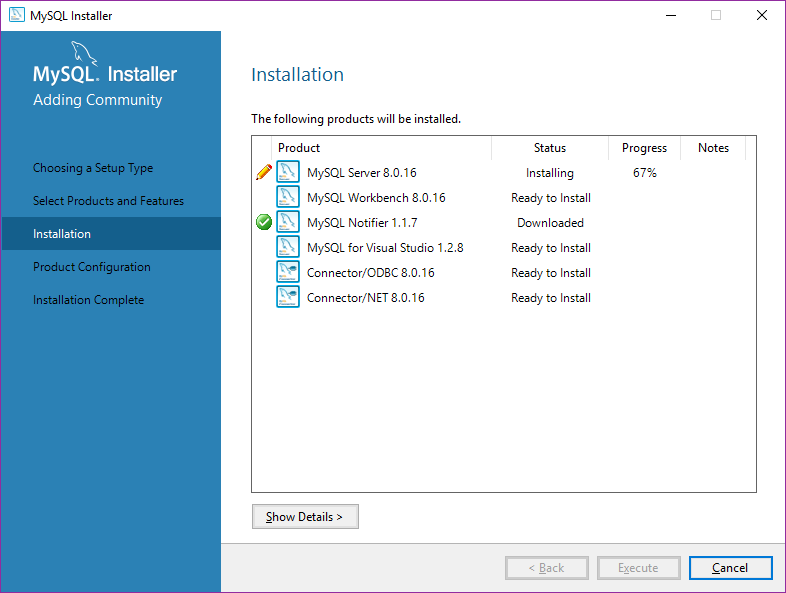 MySQL Installer
MySQL. Installer
Adding Community
Choosing a Setup Type
Select Products and Features
Installation
Product Configuration
Installation Complete
Installation
The following products will be installed.
Product Status Progress Notes
MySQL Server 8.0.16 Installing 67%
MySQL Workbench 8.0.16 Ready to Install
MySQL Notifier 1.1.7 Downloaded
MySQL for Visual Studio 1.2.8 Ready to Install
Connector/ODBC 8.0.16 Ready to Install
Connector/NET 8.0.16 Ready to Install
Show Details >
< Back Execute Cancel